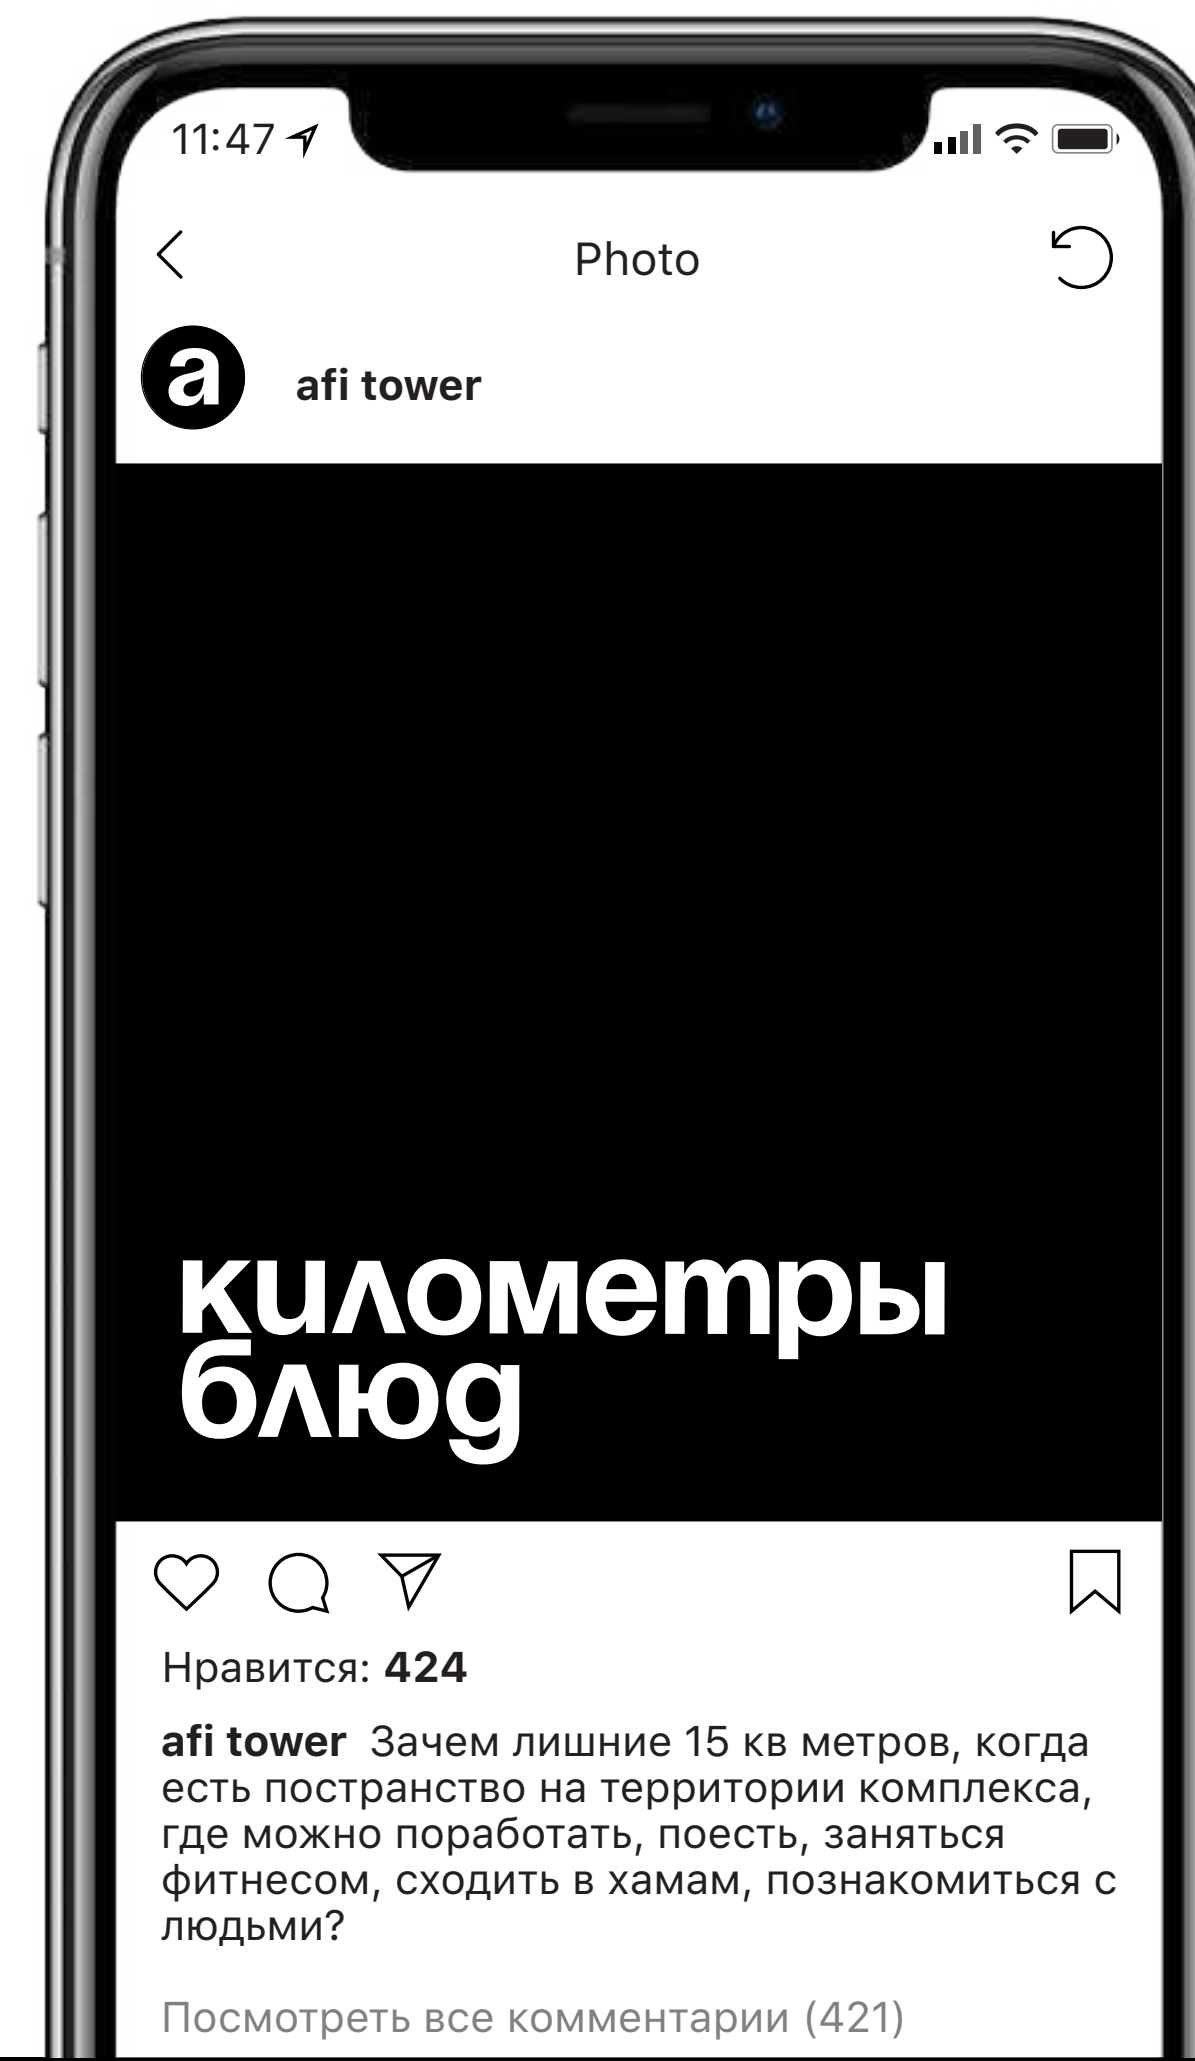 11:47
Photo
a
afi tower
километры
блюд
Нравится: 424
afi tower Зачем лишние 15 кв метров, когда
есть постранство на территории комплекса,
где можно поработать, поесть, заняться
фитнесом, сходить в хамам, познакомиться с
людьми?
Посмотреть все комментарии (421)